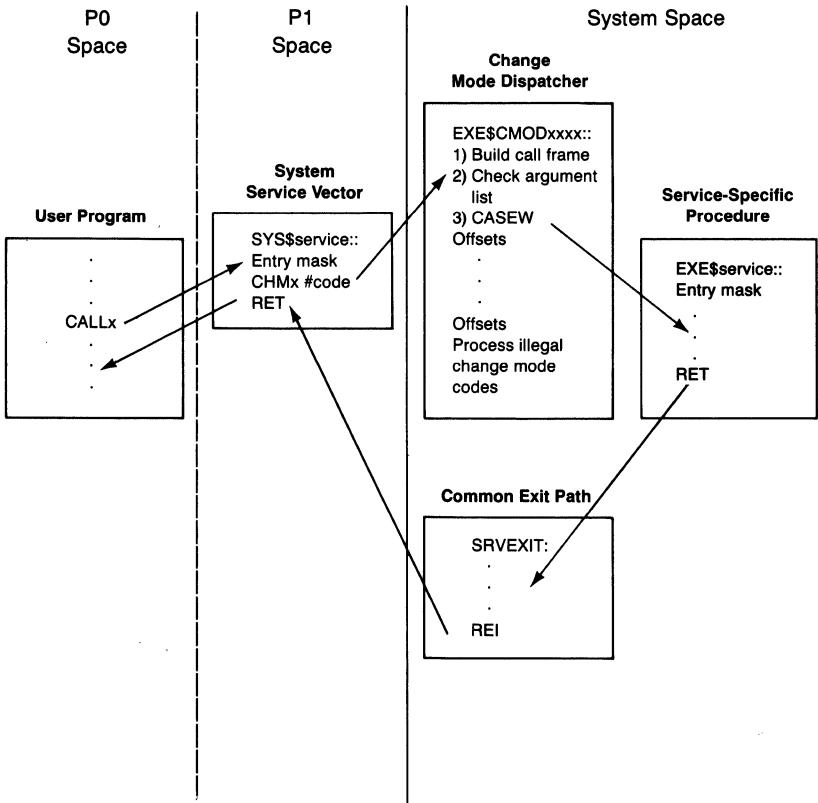 P0
Space
P1
Space
System Space
User Program
.
.
.
CALLx
.
.
.
System
Service Vector
SYS$service::
Entry mask
CHMx #code
RET
Change
Mode Dispatcher
EXE$CMODxxxx::
1) Build call frame
2) Check argument
list
3) CASEW
Offsets
.
.
.
Offsets
Process illegal
change mode
codes
Service-Specific
Procedure
EXE$service::
Entry mask
.
.
.
RET
Common Exit Path
SRVEXIT:
.
.
.
REI